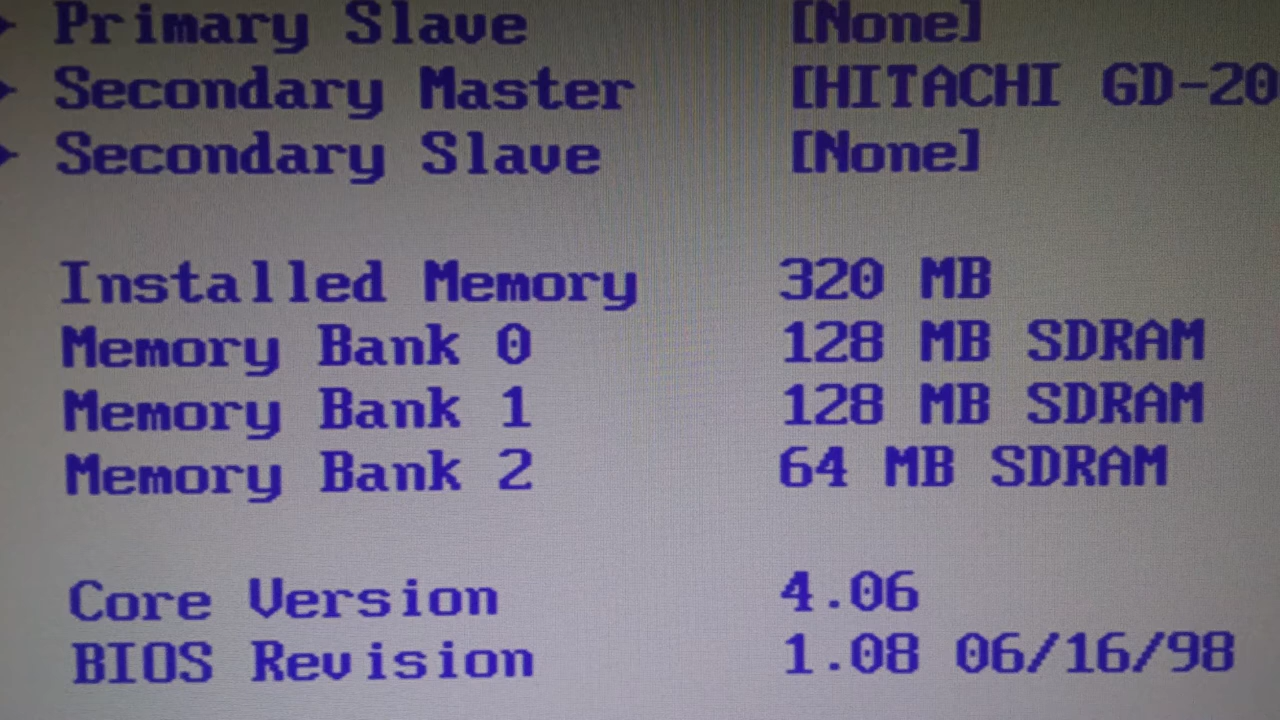 Primary Slave [None]
Secondary Master [HITACHI GD-20
Secondary Slave [None]
Installed Memory 320 MB
Memory Bank 0 128 MB SDRAM
Memory Bank 1 128 MB SDRAM
Memory Bank 2 64 MB SDRAM
Core Version 4.06
BIOS Revision 1.08 06/16/98